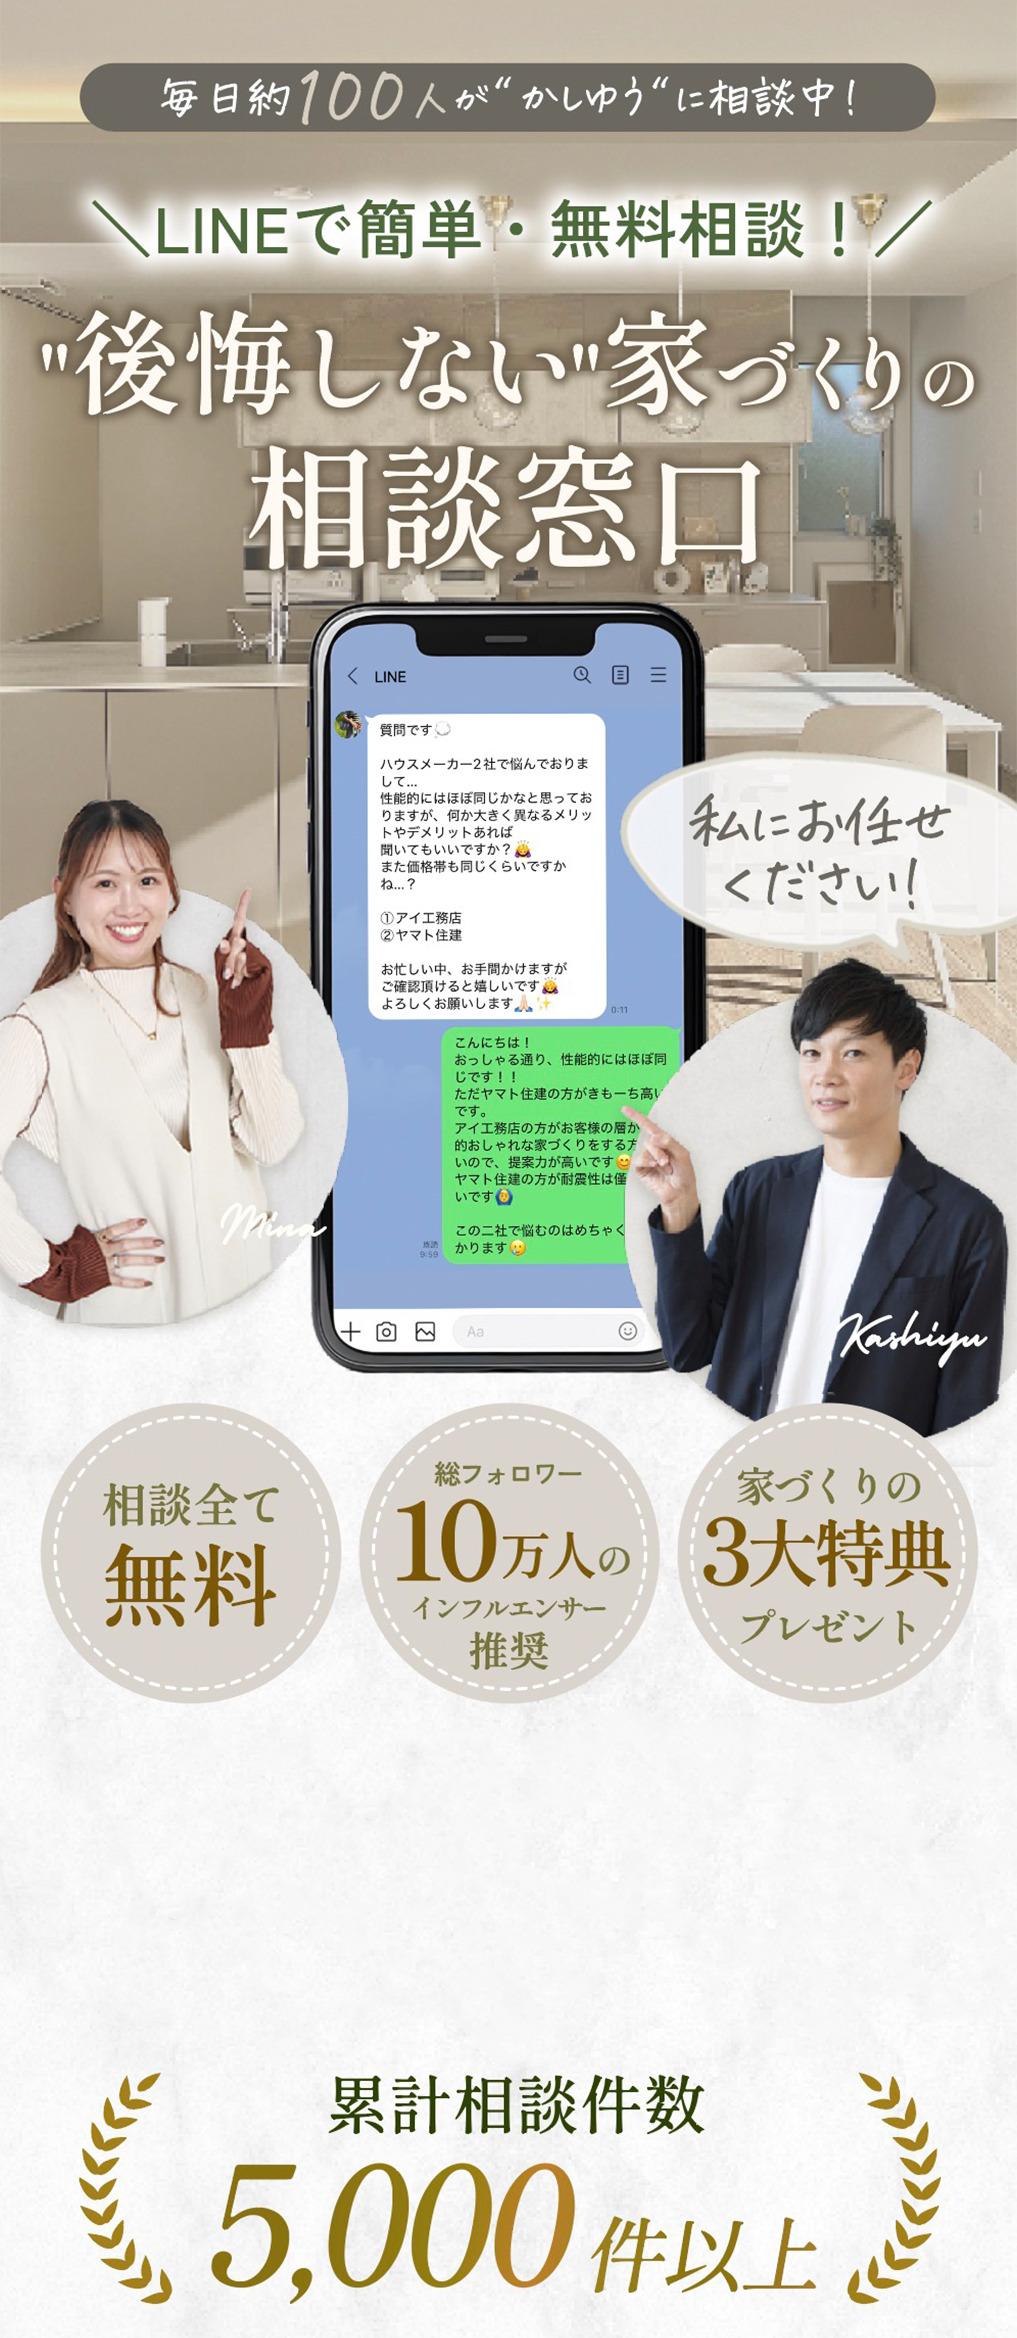 毎日約100人が“かしゆう“に相談中!
＼LINEで簡単・無料相談！／
"後悔しない"家づくりの
相談窓口
LINE
質問です
ハウスメーカー2社で悩んでおりま
して...
性能的にはほぼ同じかなと思ってお
りますが、何か大きく異なるメリッ
トやデメリットあれば
聞いてもいいですか？
また価格帯も同じくらいですか
ね...？
①アイ工務店
②ヤマト住建
お忙しい中、お手間かけますが
ご確認頂けると嬉しいです
よろしくお願いします
0:11
こんにちは！
おっしゃる通り、性能的にはほぼ同
じです！！
ただヤマト住建の方がきもーち高い
です。
アイ工務店の方がお客様の層か
的おしゃれな家づくりをする方
いので、提案力が高いです
ヤマト住建の方が耐震性は僅
いです
この二社で悩むのはめちゃく
かります
既読
9:59
Aa
私にお任せ
ください!
Mina
Kashiyu
相談全て
無料
総フォロワー
10万人の
インフルエンサー
推奨
家づくりの
3大特典
プレゼント
累計相談件数
5,000件以上